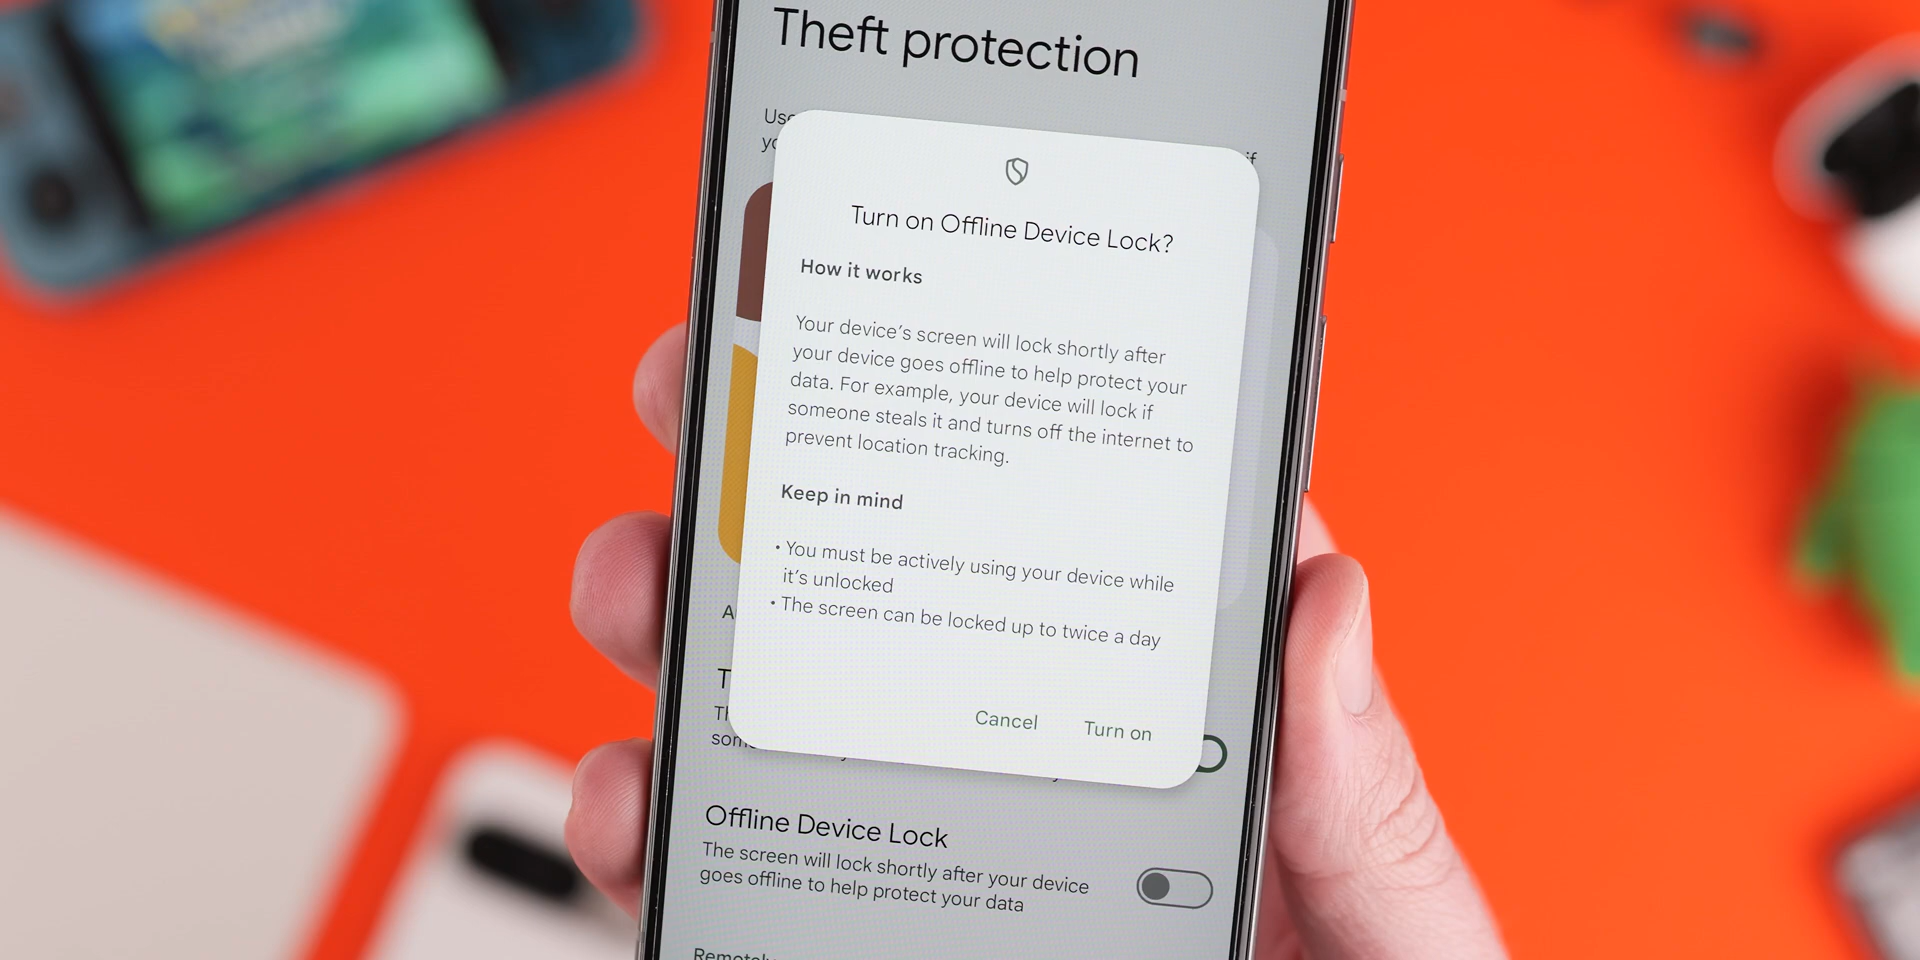 Theft protection
if
Turn on Offline Device Lock?
How it works
Your device's screen will lock shortly after
your device goes offline to help protect your
data. For example, your device will lock if
someone steals it and turns off the internet to
prevent location tracking.
Keep in mind
• You must be actively using your device while
it's unlocked
• The screen can be locked up to twice a day
Cancel Turn on
Offline Device Lock
The screen will lock shortly after your device
goes offline to help protect your data
Remotely